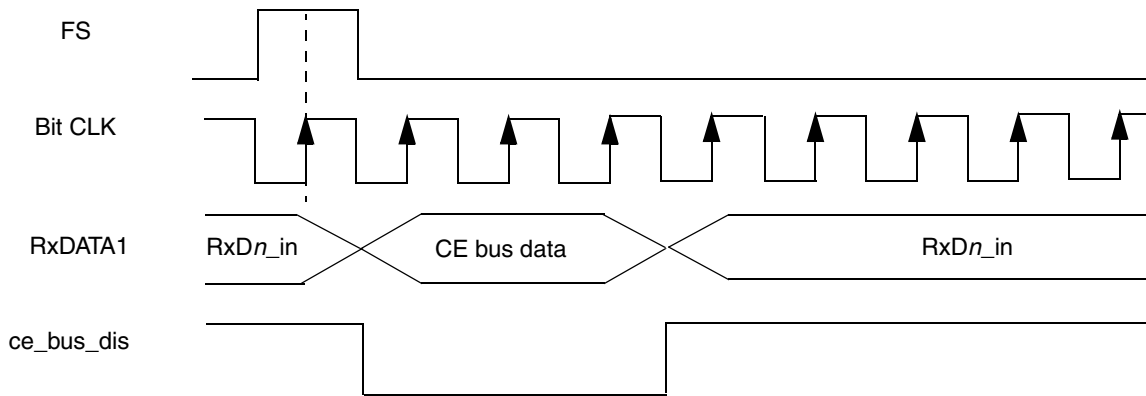 FS
Bit CLK
RxDATA1
RxDn_in
CE bus data
RxDn_in
ce_bus_dis